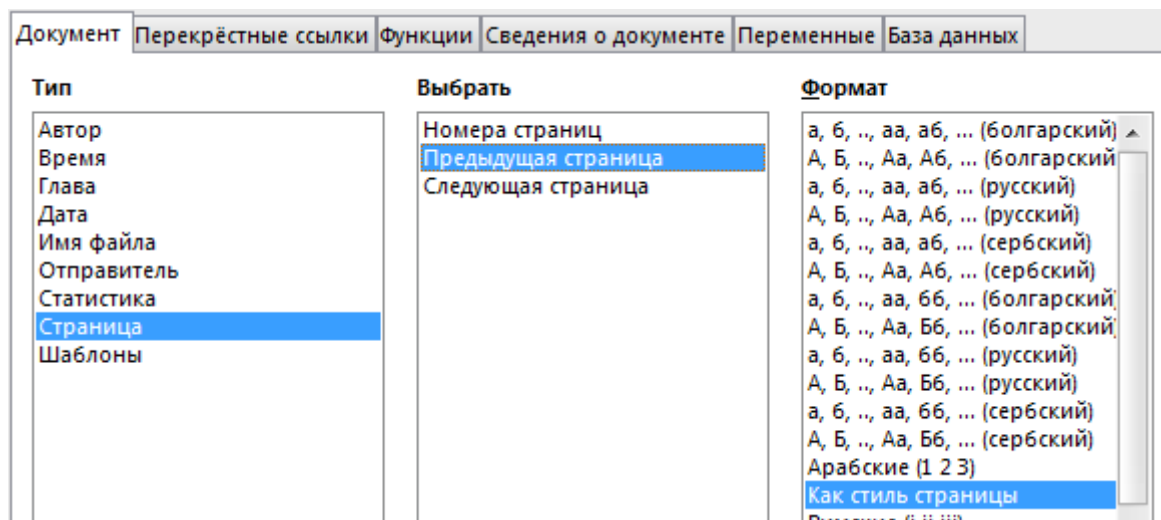 Документ Перекрёстные ссылки Функции Сведения о документе Переменные База данных
Тип
Автор
Время
Глава
Дата
Имя файла
Отправитель
Статистика
Страница
Шаблоны
Выбрать
Номера страниц
Предыдущая страница
Следующая страница
Формат
а, б, .., аа, аб, ... (болгарский)
А, Б, .., Аа, Аб, ... (болгарский
а, б, .., аа, аб, ... (русский)
А, Б, .., Аа, Аб, ... (русский)
а, б, .., аа, аб, ... (сербский)
А, Б, .., Аа, Аб, ... (сербский)
а, б, .., аа, бб, ... (болгарский
А, Б, .., Аа, Бб, ... (болгарский
а, б, .., аа, бб, ... (русский)
А, Б, .., Аа, Бб, ... (русский)
а, б, .., аа, бб, ... (сербский)
А, Б, .., Аа, Бб, ... (сербский)
Арабские (1 2 3)
Как стиль страницы